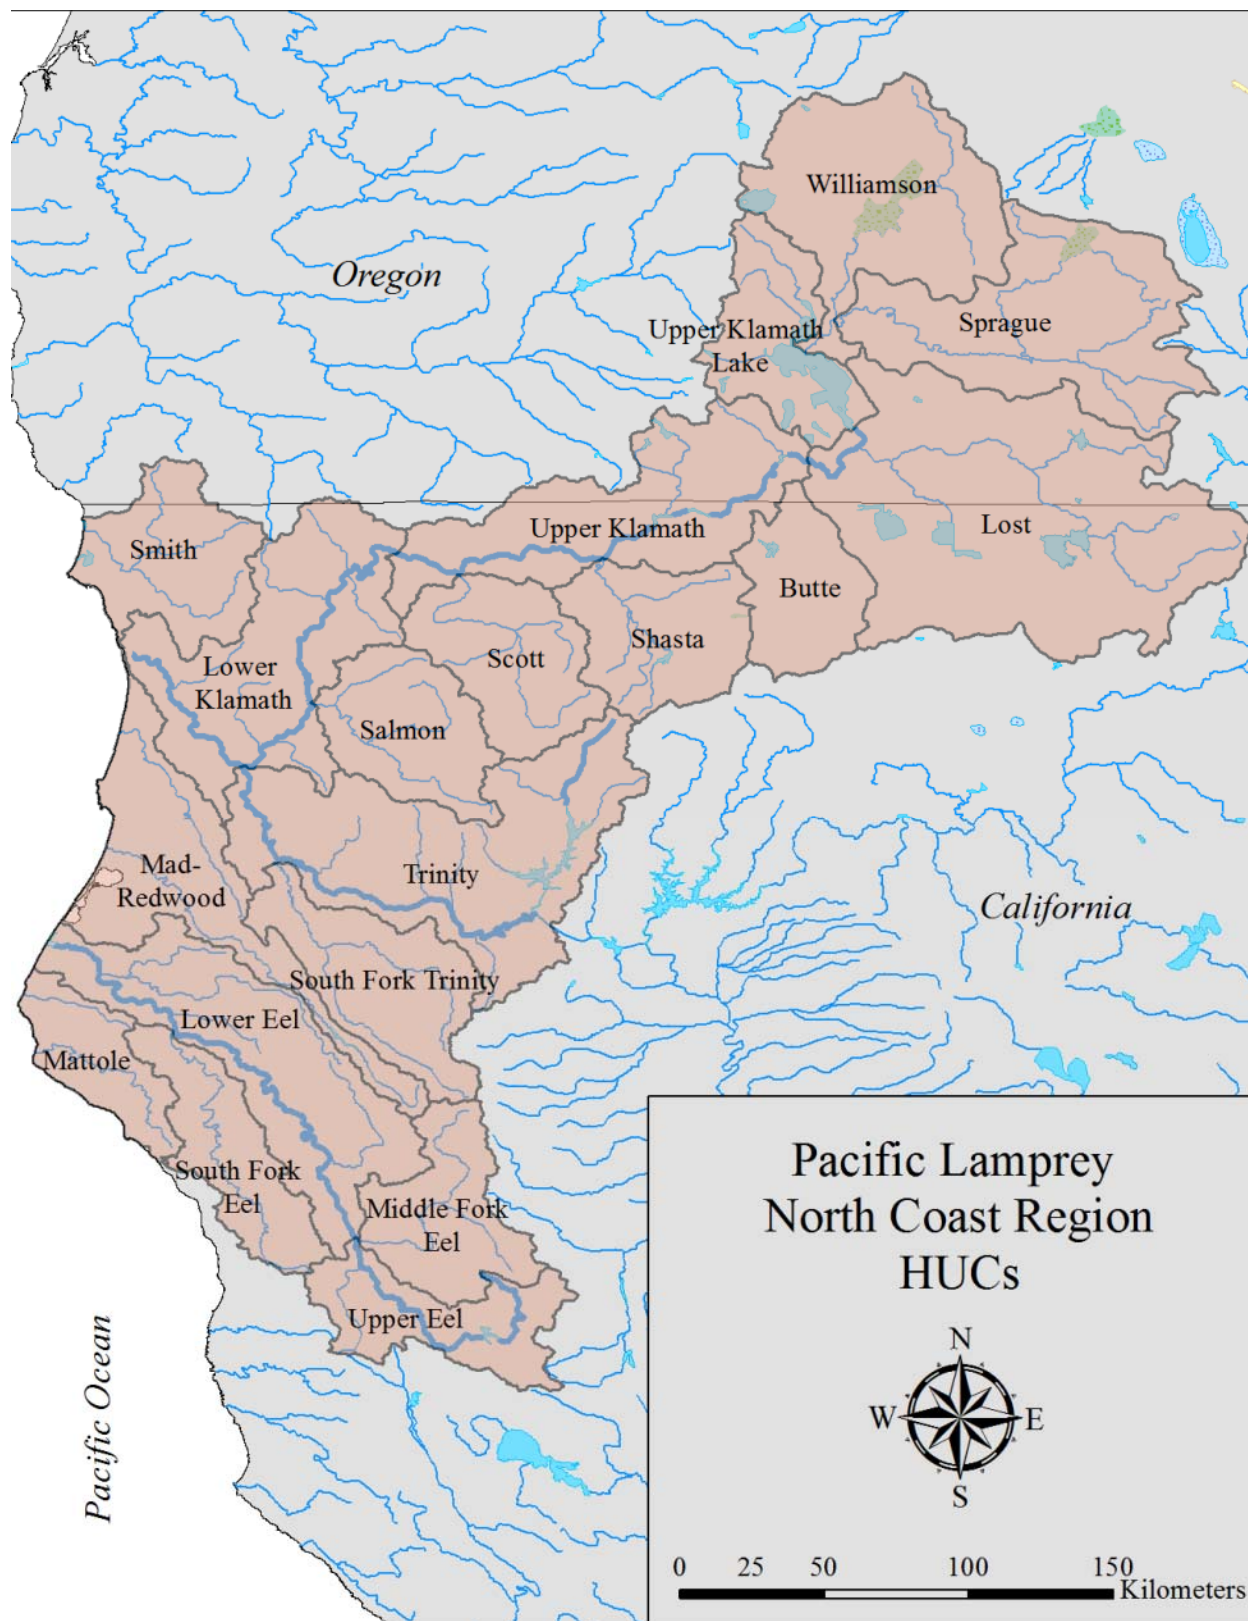 Williamson
Oregon
Sprague
Upper Klamath
Lake
Upper Klamath
Lost
Smith
Butte
Shasta
Scott
Lower
Klamath
Salmon
Trinity
Mad-
Redwood
California
South Fork Trinity
Lower Eel
Mattole
South Fork
Eel
Middle Fork
Eel
Upper Eel
Pacific Ocean
Pacific Lamprey
North Coast Region
HUCs
N
W
E
S
0 25 50 100 150
Kilometers